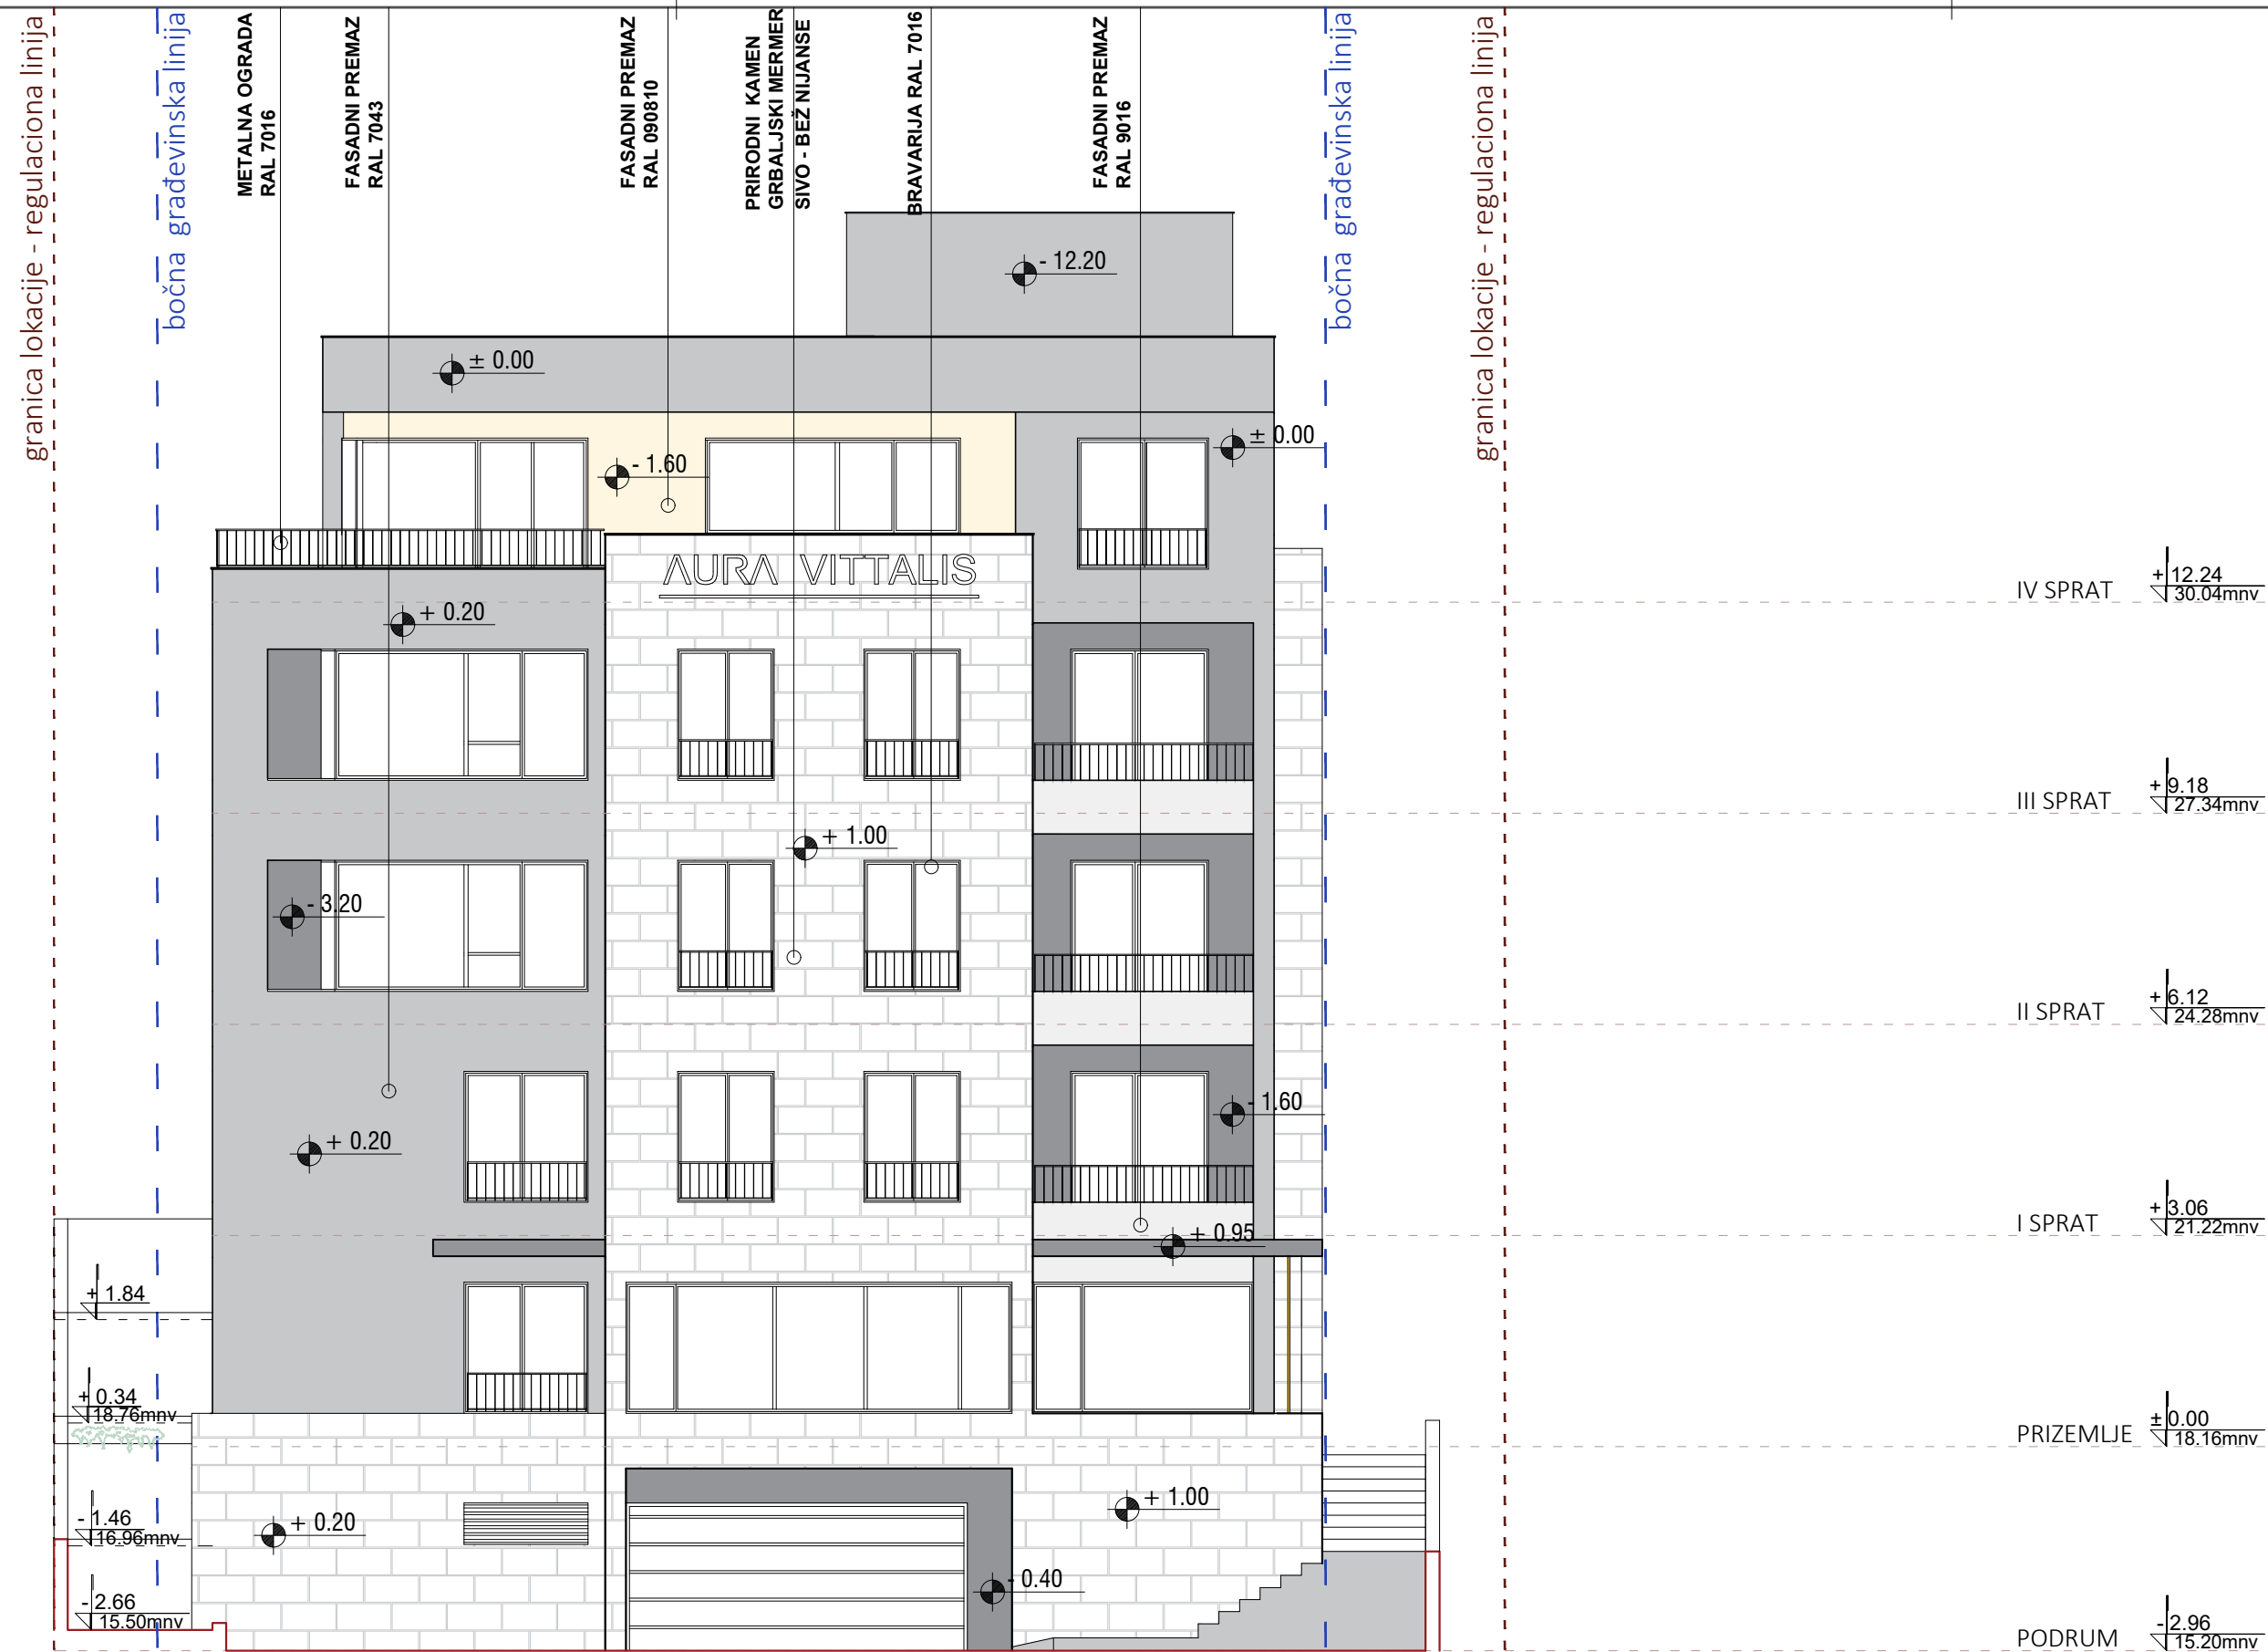 granica lokacije - regulaciona linija
bočna građevinska linija
METALNA OGRADA
RAL 7016
FASADNI PREMAZ
RAL 7043
FASADNI PREMAZ
RAL 090810
PRIRODNI KAMEN
GRBALJSKI MERMER
SIVO - BEŽ NIJANSE
BRAVARIJA RAL 7016
FASADNI PREMAZ
RAL 9016
bočna građevinska linija
granica lokacije - regulaciona linija
- 12.20
± 0.00
± 0.00
- 1.60
AURA VITTALIS
+ 0.20
IV SPRAT
+ 12.24
30.04mnv
III SPRAT
+ 9.18
27.34mnv
+ 1.00
- 3.20
II SPRAT
+ 6.12
24.28mnv
- 1.60
+ 0.20
I SPRAT
+ 3.06
21.22mnv
+ 0.95
+ 1.84
+ 0.34
18.76mnv
PRIZEMLJE
± 0.00
18.16mnv
+ 1.00
- 1.46
16.96mnv
+ 0.20
- 0.40
- 2.66
15.50mnv
PODRUM
- 2.96
15.20mnv